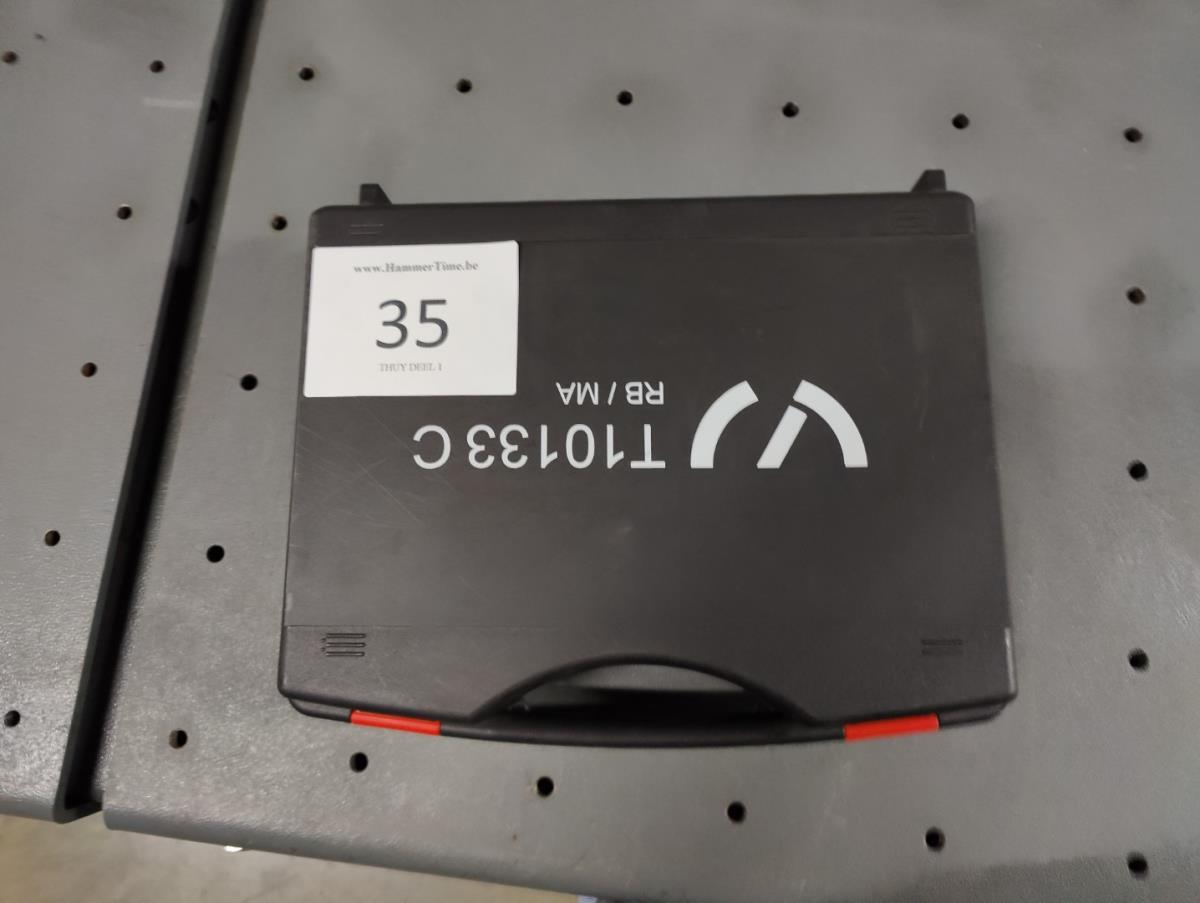 www.HammerTime.be
35
THUY DEEL 1
T10133 C
RB / MA